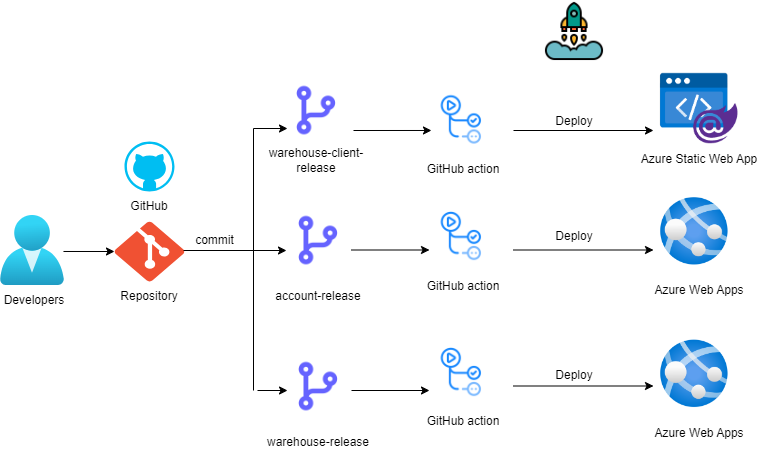 Deploy
Azure Static Web App
warehouse-client-
release
GitHub action
GitHub
commit
Developers
Repository
account-release
GitHub action
Deploy
Azure Web Apps
warehouse-release
GitHub action
Deploy
Azure Web Apps